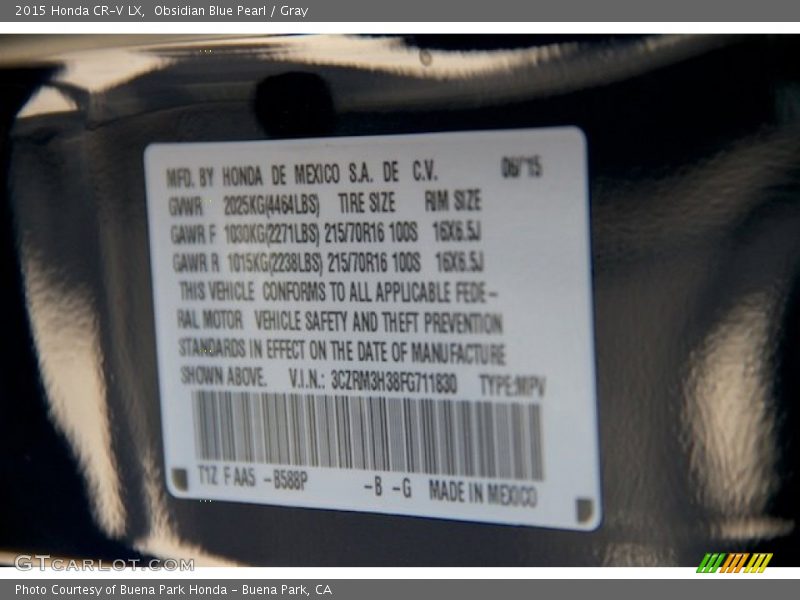 2015 Honda CR-V LX, Obsidian Blue Pearl / Gray
MFD. BY HONDA DE MEXICO S.A. DE C.V. 06/'15
GVWR 2025KG(4464LBS) TIRE SIZE RIM SIZE
GAWR F 1030KG(2271LBS) 215/70R16 100S 16X6.5J
GAWR R 1015KG(2238LBS) 215/70R16 100S 16X6.5J
THIS VEHICLE CONFORMS TO ALL APPLICABLE FEDE-
RAL MOTOR VEHICLE SAFETY AND THEFT PREVENTION
STANDARDS IN EFFECT ON THE DATE OF MANUFACTURE
SHOWN ABOVE. V.I.N.: 3CZRM3H38FG711830 TYPE:MPV
T1Z F AA5 -B588P -B -G MADE IN MEXICO
GTCARLOT.COM
Photo Courtesy of Buena Park Honda - Buena Park, CA